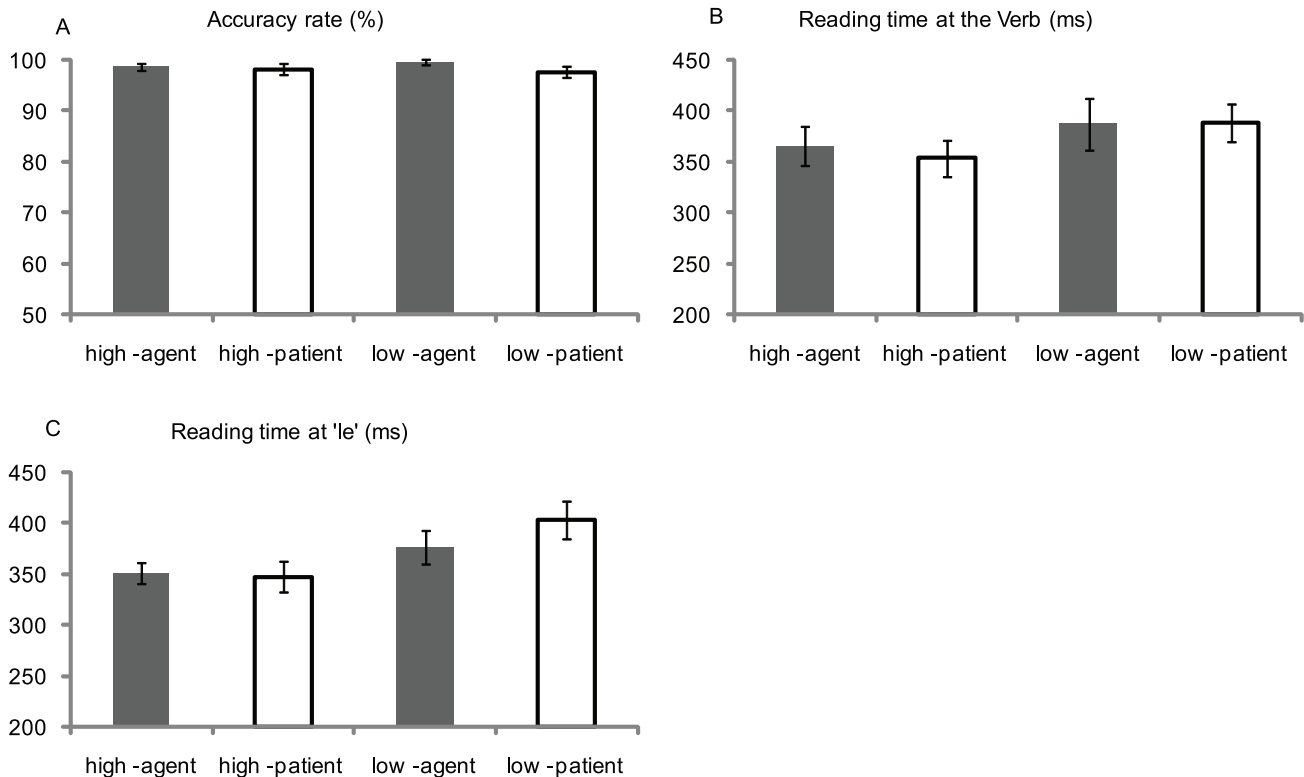 A
Accuracy rate (%)
100
90
80
70
60
50
high -agent high -patient low -agent low -patient
B
Reading time at the Verb (ms)
450
400
350
300
250
200
high -agent high -patient low -agent low -patient
C
Reading time at 'le' (ms)
450
400
350
300
250
200
high -agent high -patient low -agent low -patient